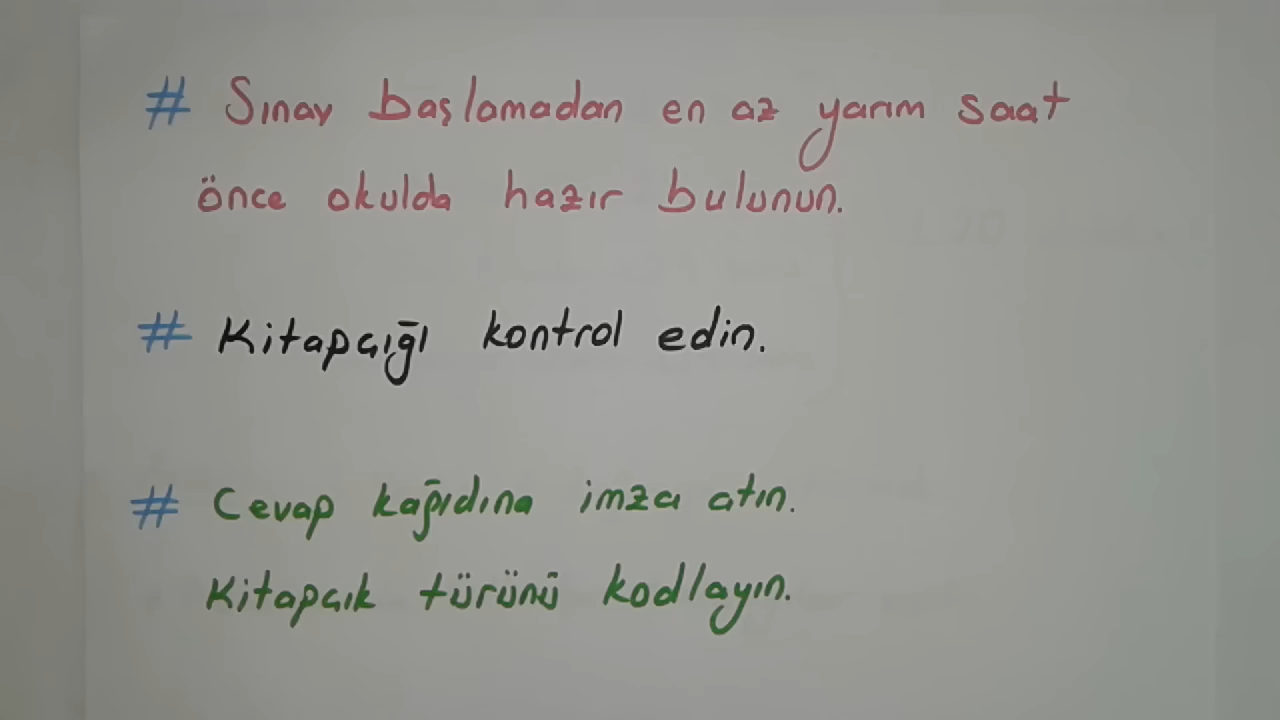 # Sınav başlamadan en az yarım saat
önce okulda hazır bulunun.
# Kitapçığı kontrol edin.
# Cevap kağıdına imza atın.
Kitapçık türünü kodlayın.